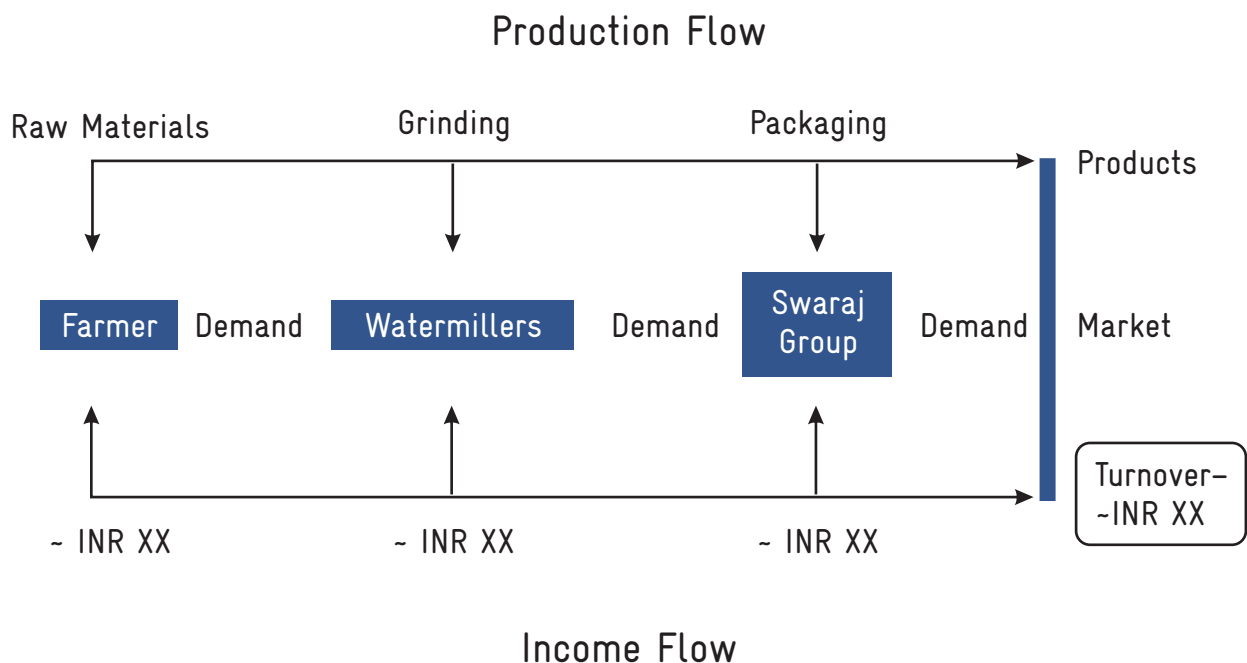 Production Flow
Raw Materials
Grinding
Packaging
Products
Farmer
Demand
Watermillers
Demand
Swaraj
Group
Demand
Market
Turnover–
~INR XX
~ INR XX
~ INR XX
~ INR XX
Income Flow